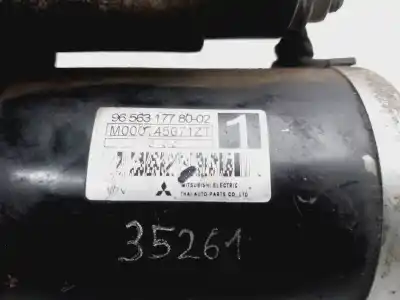 96 563 177 80-02
M000T45071ZT
1
MITSUBISHI ELECTRIC
THAI AUTO-PARTS CO.,LTD.
35261